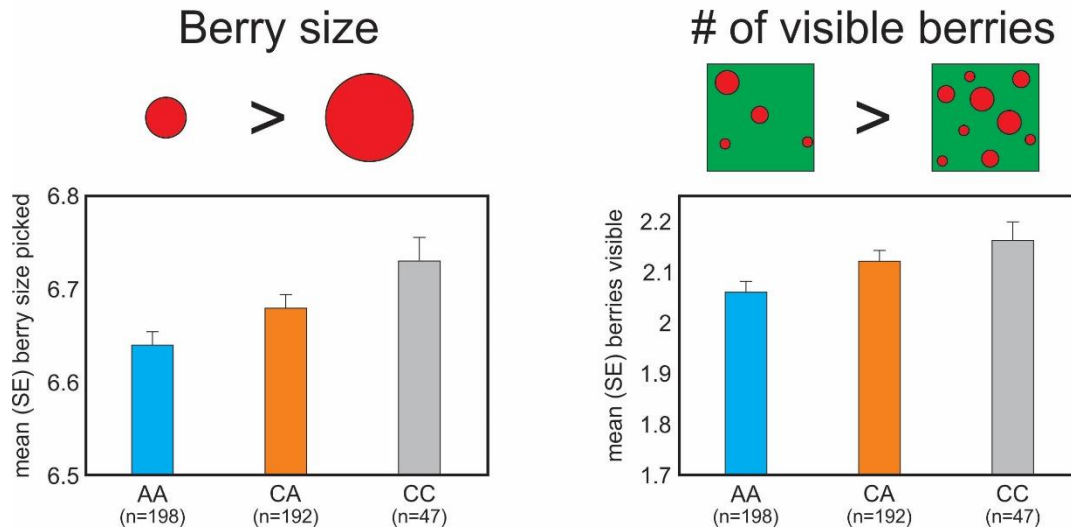 Berry size
>
6.8
6.7
6.6
6.5
mean (SE) berry size picked
AA
CA
CC
(n=198)
(n=192)
(n=47)
# of visible berries
>
2.2
2.1
2
1.9
1.8
1.7
mean (SE) berries visible
AA
CA
CC
(n=198)
(n=192)
(n=47)